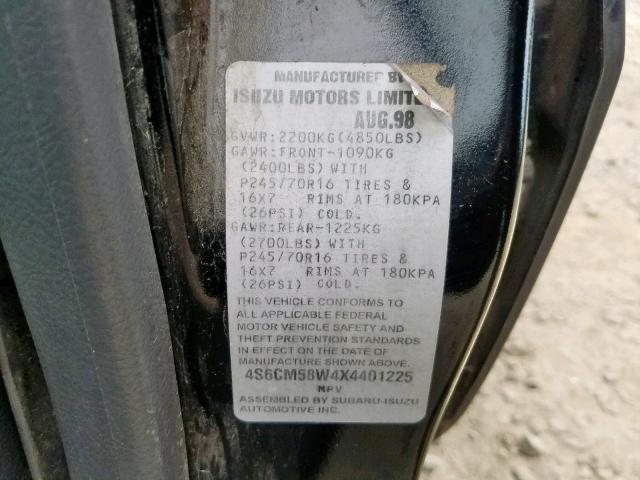 MANUFACTURED BY
ISUZU MOTORS LIMITE
AUG.98
GVWR:2200KG(4850LBS)
GAWR:FRONT-1090KG
(2400LBS) WITH
P245/70R16 TIRES &
16X7 RIMS AT 180KPA
(26PSI) COLD.
GAWR:REAR-1225KG
(2700LBS) WITH
P245/70R16 TIRES &
16X7 RIMS AT 180KPA
(26PSI) COLD.
THIS VEHICLE CONFORMS TO
ALL APPLICABLE FEDERAL
MOTOR VEHICLE SAFETY AND
THEFT PREVENTION STANDARDS
IN EFFECT ON THE DATE OF
MANUFACTURE SHOWN ABOVE.
4S6CM58W4X4401225
MPV
ASSEMBLED BY SUBARU-ISUZU
AUTOMOTIVE INC.